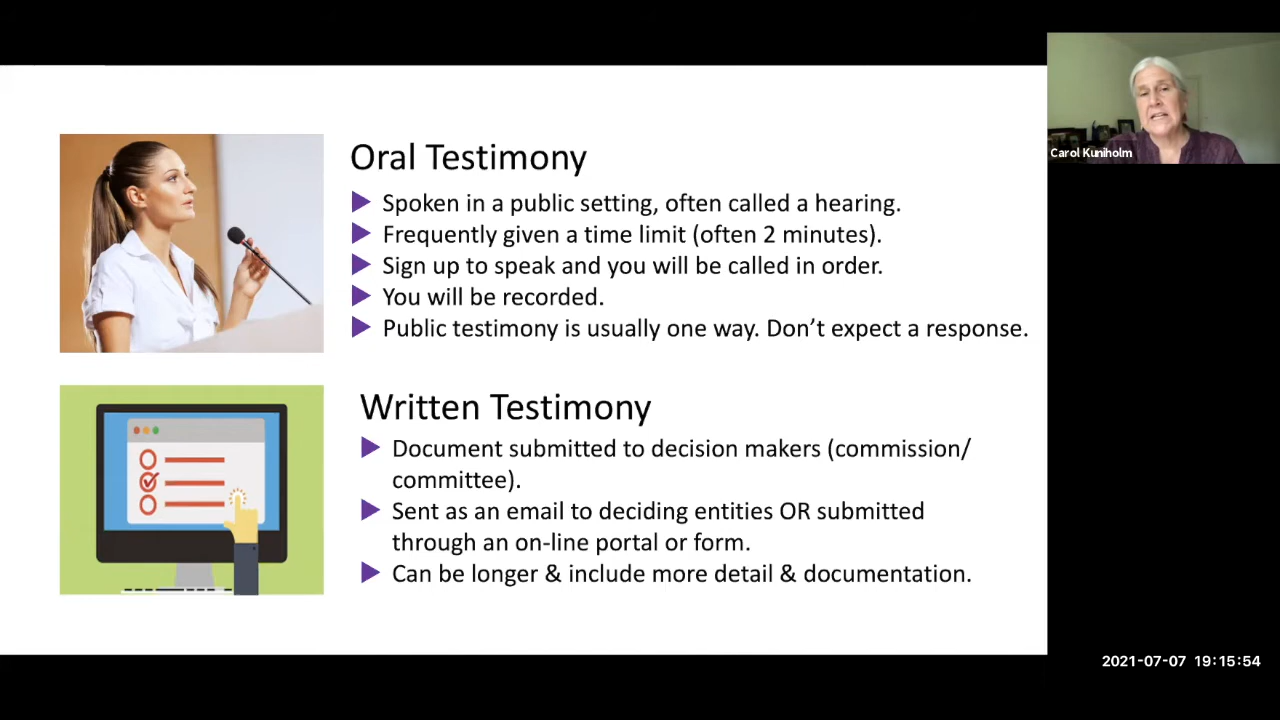 Oral Testimony
Spoken in a public setting, often called a hearing.
Frequently given a time limit (often 2 minutes).
Sign up to speak and you will be called in order.
You will be recorded.
Public testimony is usually one way. Don’t expect a response.
Written Testimony
Document submitted to decision makers (commission/
committee).
Sent as an email to deciding entities OR submitted
through an on-line portal or form.
Can be longer & include more detail & documentation.
Carol Kuniholm
2021-07-07 19:15:54